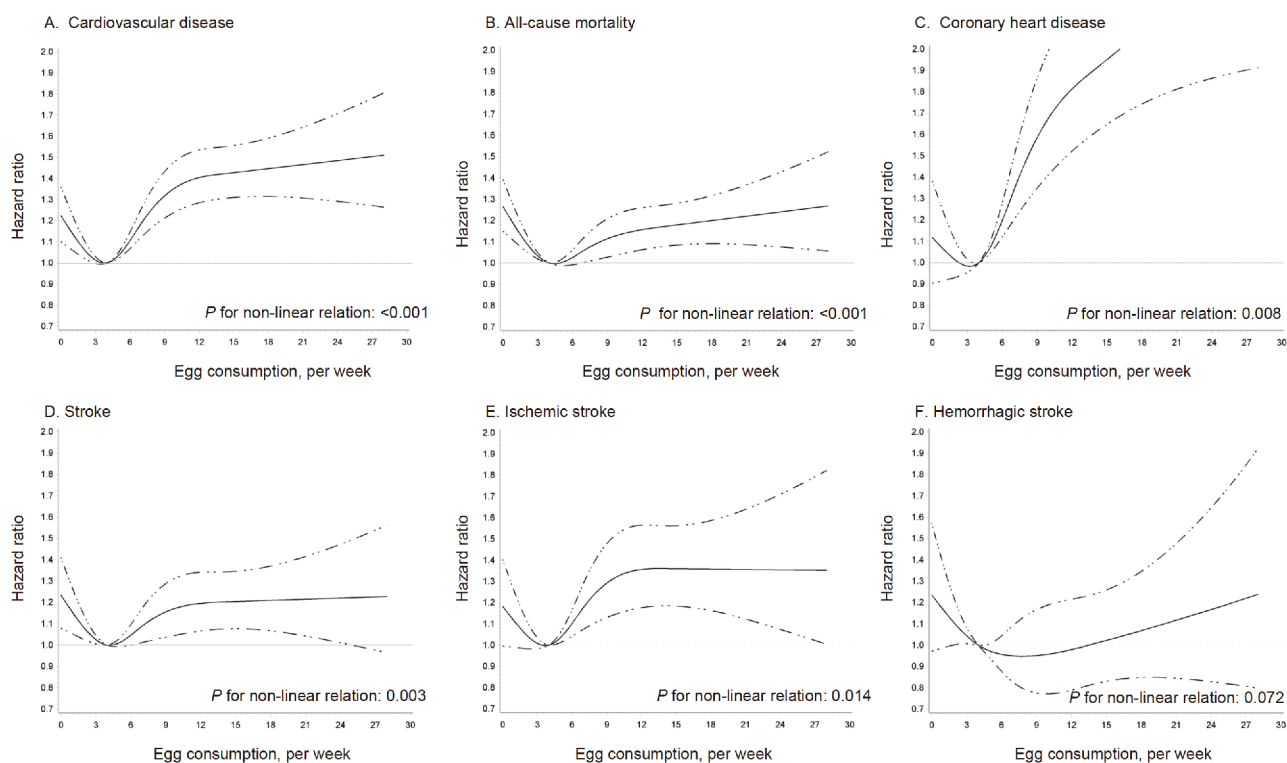 A. Cardiovascular disease
B. All-cause mortality
C. Coronary heart disease
Hazard ratio
2.0
1.9
1.8
1.7
1.6
1.5
1.4
1.3
1.2
1.1
1.0
0.9
0.8
0.7
P for non-linear relation: <0.001
0 3 6 9 12 15 18 21 24 27 30
Egg consumption, per week
Hazard ratio
2.0
1.9
1.8
1.7
1.6
1.5
1.4
1.3
1.2
1.1
1.0
0.9
0.8
0.7
P for non-linear relation: <0.001
0 3 6 9 12 15 18 21 24 27 30
Egg consumption, per week
Hazard ratio
2.0
1.9
1.8
1.7
1.6
1.5
1.4
1.3
1.2
1.1
1.0
0.9
0.8
0.7
P for non-linear relation: 0.008
0 3 6 9 12 15 18 21 24 27 30
Egg consumption, per week
D. Stroke
E. Ischemic stroke
F. Hemorrhagic stroke
Hazard ratio
2.0
1.9
1.8
1.7
1.6
1.5
1.4
1.3
1.2
1.1
1.0
0.9
0.8
0.7
P for non-linear relation: 0.003
0 3 6 9 12 15 18 21 24 27 30
Egg consumption, per week
Hazard ratio
2.0
1.9
1.8
1.7
1.6
1.5
1.4
1.3
1.2
1.1
1.0
0.9
0.8
0.7
P for non-linear relation: 0.014
0 3 6 9 12 15 18 21 24 27 30
Egg consumption, per week
Hazard ratio
2.0
1.9
1.8
1.7
1.6
1.5
1.4
1.3
1.2
1.1
1.0
0.9
0.8
0.7
P for non-linear relation: 0.072
0 3 6 9 12 15 18 21 24 27 30
Egg consumption, per week